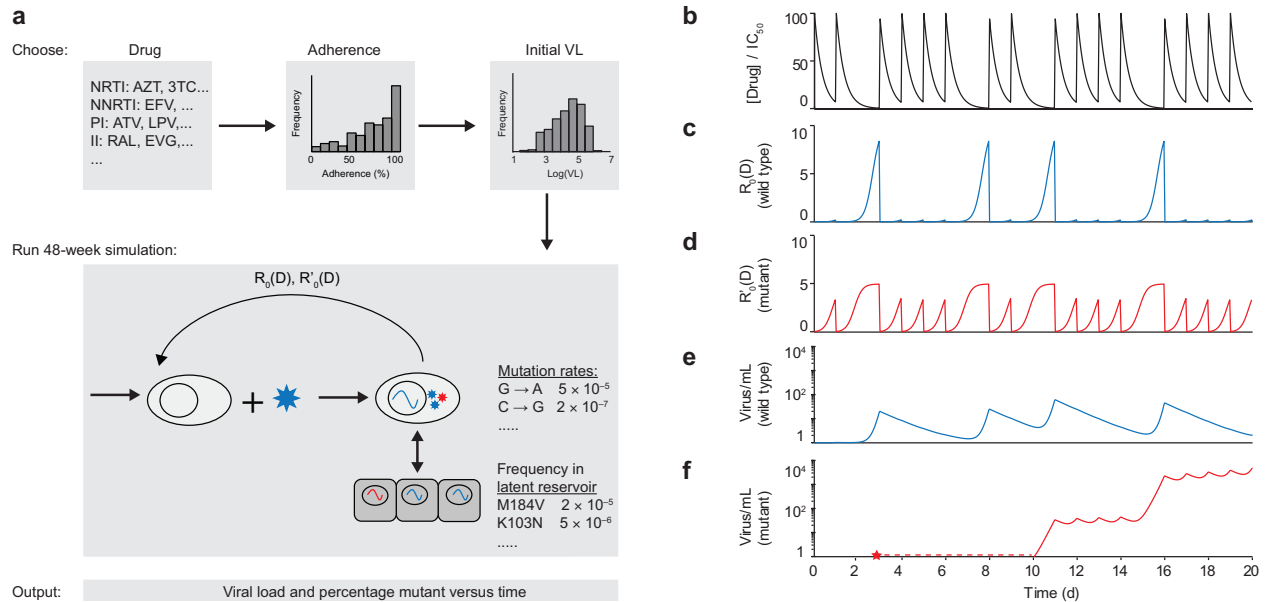 a
Choose:
Drug
Adherence
Initial VL
NRTI: AZT, 3TC...
NNRTI: EFV, ...
PI: ATV, LPV,...
II: RAL, EVG,...
...
Frequency
0 50 100
Adherence (%)
Frequency
1 3 5 7
Log(VL)
Run 48-week simulation:
R₀(D), R'₀(D)
+
Mutation rates:
G → A 5 × 10⁻⁵
C → G 2 × 10⁻⁷
.....
Frequency in
latent reservoir
M184V 2 × 10⁻⁵
K103N 5 × 10⁻⁶
.....
Output:
Viral load and percentage mutant versus time
b
[Drug] / IC₅₀
100
50
0
c
R₀(D)
(wild type)
10
5
0
d
R'₀(D)
(mutant)
10
5
0
e
Virus/mL
(wild type)
10⁴
10²
1
f
Virus/mL
(mutant)
10⁴
10²
1
0 2 4 6 8 10 12 14 16 18 20
Time (d)